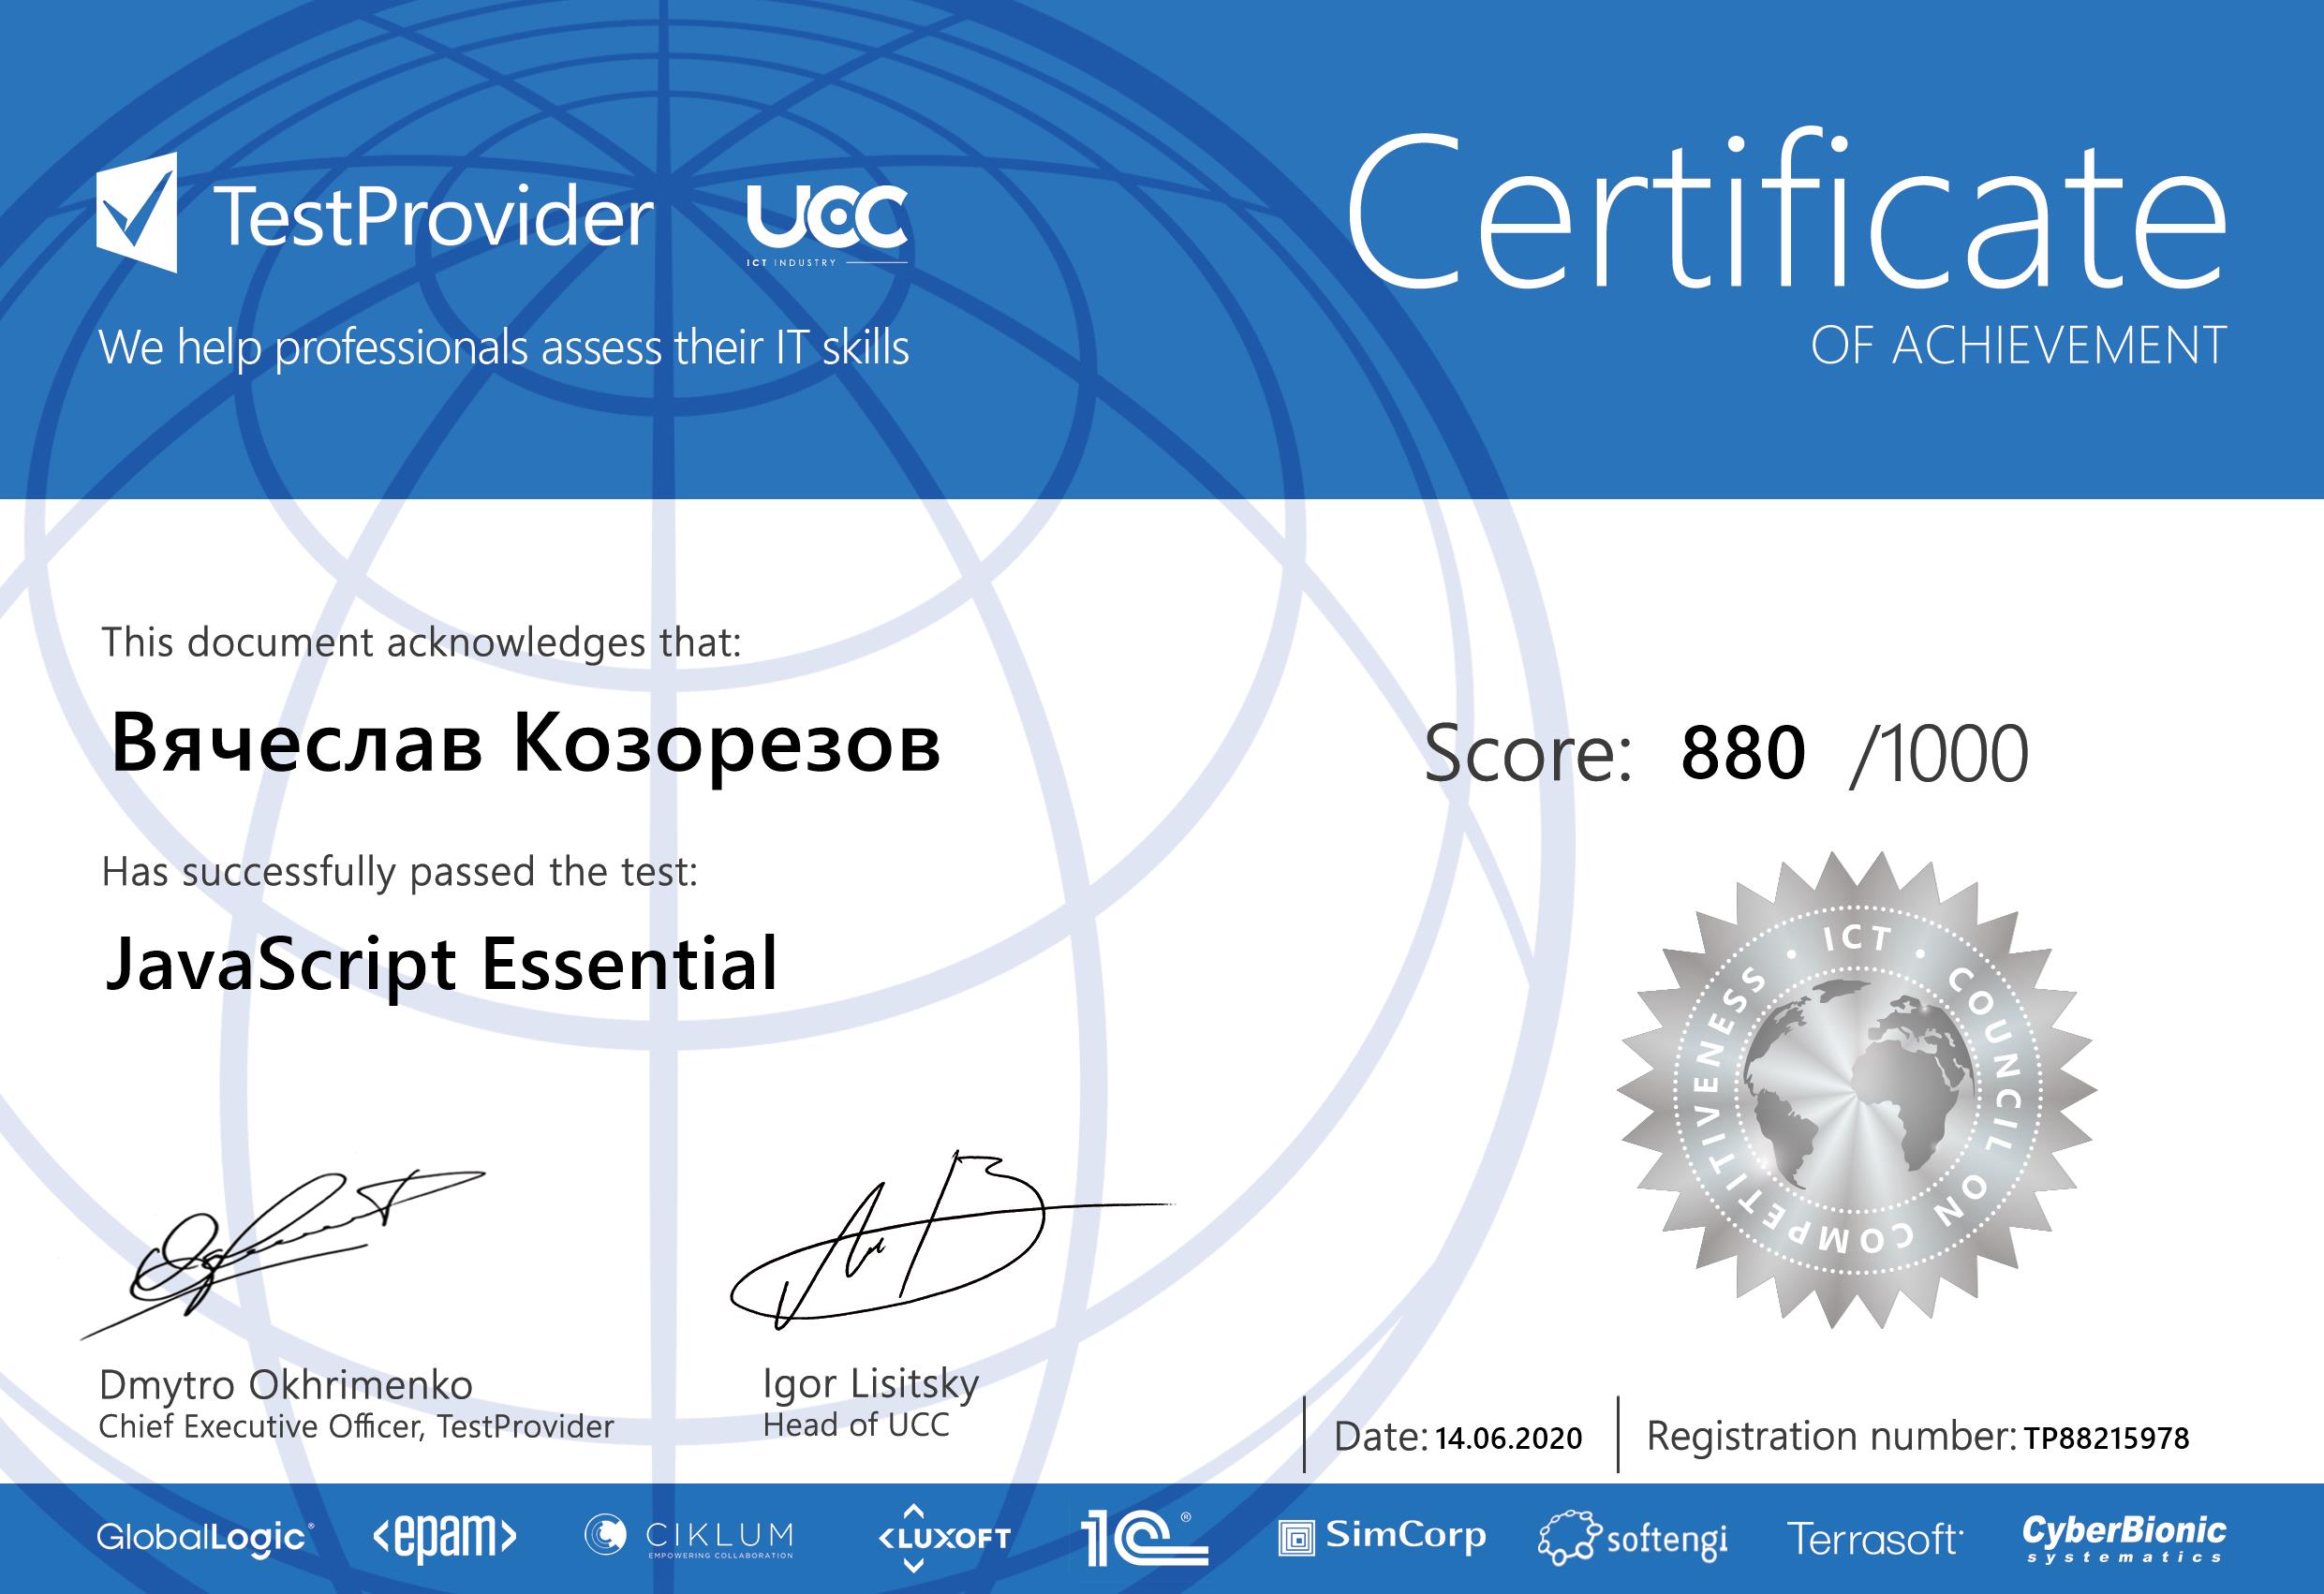 TestProvider
UCC
ICT INDUSTRY
We help professionals assess their IT skills
Certificate
OF ACHIEVEMENT
This document acknowledges that:
Вячеслав Козорезов
Score: 880 /1000
Has successfully passed the test:
JavaScript Essential
ICT • COUNCIL ON COMPETITIVENESS •
Dmytro Okhrimenko
Chief Executive Officer, TestProvider
Igor Lisitsky
Head of UCC
Date: 14.06.2020
Registration number: TP88215978
GlobalLogic®
<epam>
CIKLUM
EMPOWERING COLLABORATION
<LUXOFT
1C®
SimCorp
softengi
Terrasoft
CyberBionic
systematics